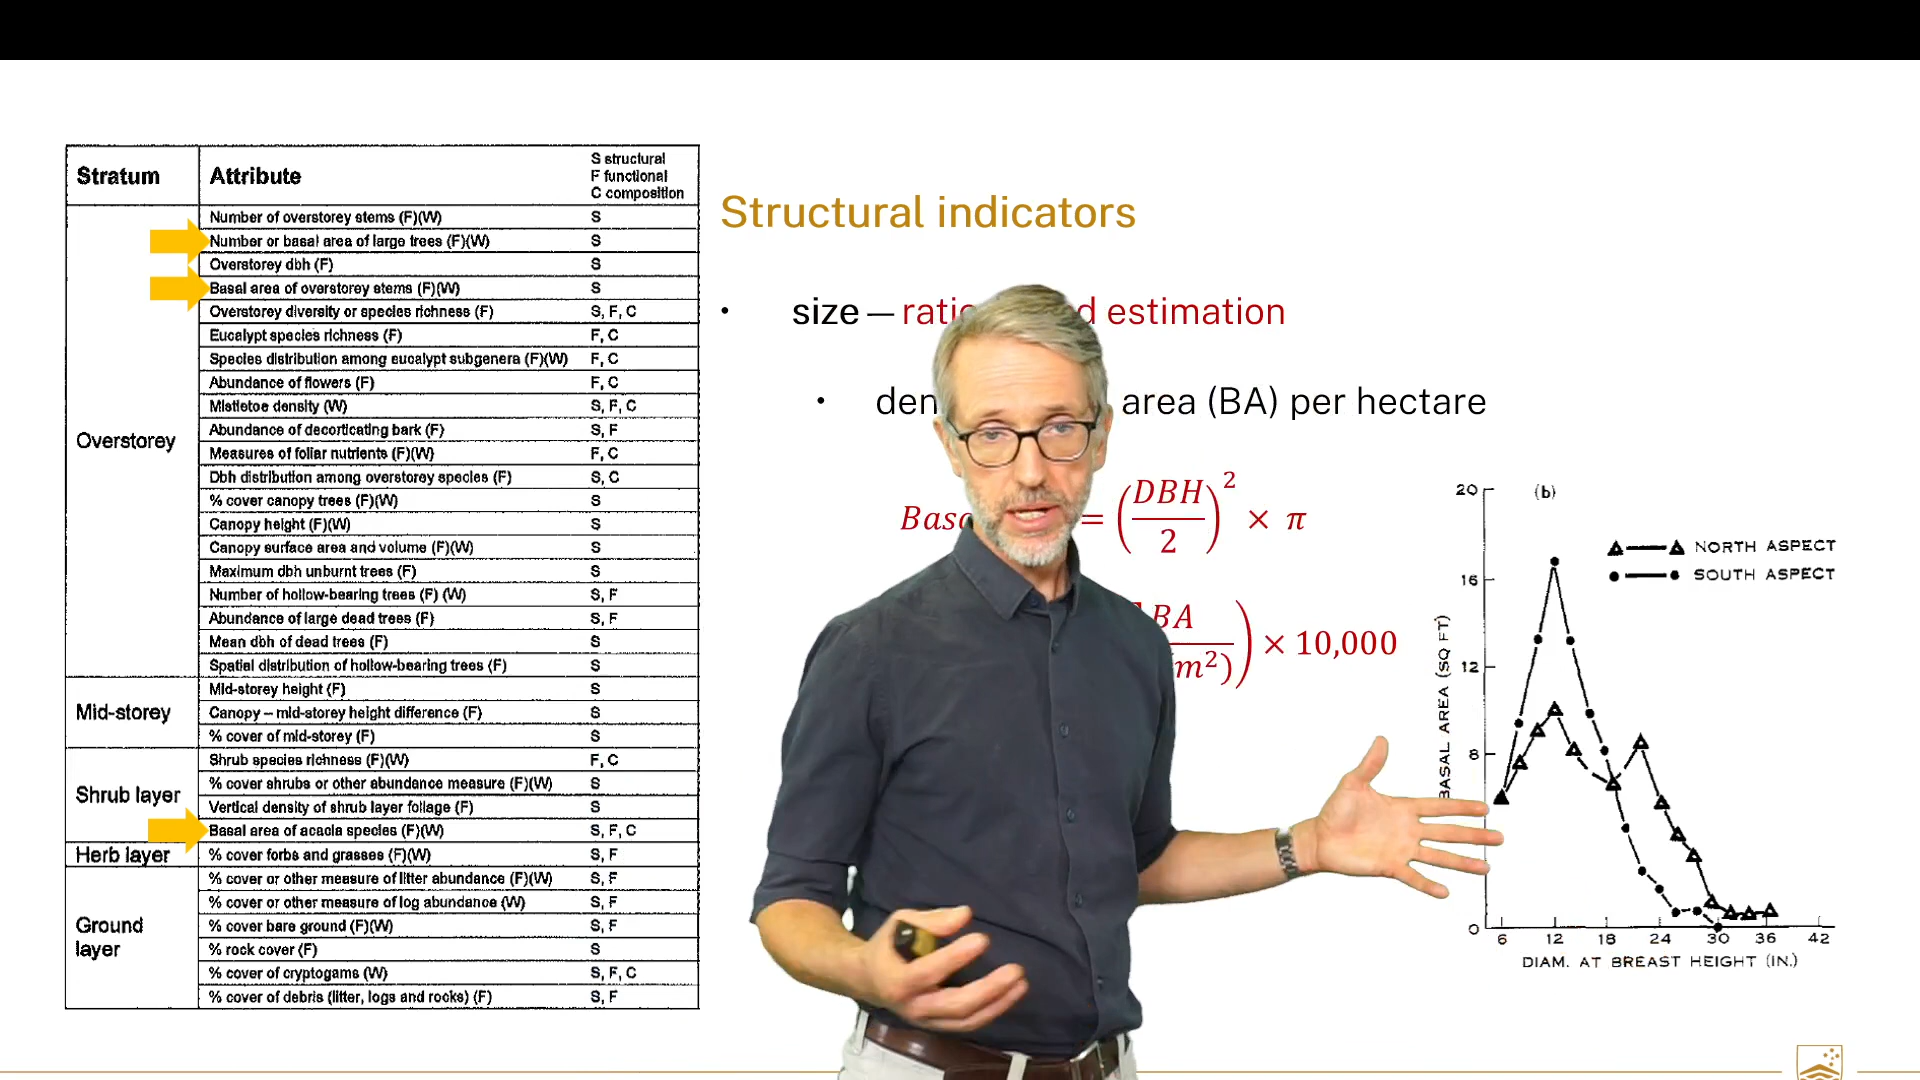 Stratum Attribute S structural
F functional
C composition
Number of overstorey stems (F)(W) S
Number or basal area of large trees (F)(W) S
Overstorey dbh (F) S
Basal area of overstorey stems (F)(W) S
Overstorey diversity or species richness (F) S, F, C
Eucalypt species richness (F) F, C
Species distribution among eucalypt subgenera (F)(W) F, C
Abundance of flowers (F) F, C
Mistletoe density (W) S, F, C
Abundance of decorticating bark (F) S, F
Overstorey
Measures of foliar nutrients (F)(W) F, C
Dbh distribution among overstorey species (F) S, C
% cover canopy trees (F)(W) S
Canopy height (F)(W) S
Canopy surface area and volume (F)(W) S
Maximum dbh unburnt trees (F) S
Number of hollow-bearing trees (F) (W) S, F
Abundance of large dead trees (F) S, F
Mean dbh of dead trees (F) S
Spatial distribution of hollow-bearing trees (F) S
Mid-storey height (F) S
Mid-storey Canopy – mid-storey height difference (F) S
% cover of mid-storey (F) S
Shrub species richness (F)(W) F, C
% cover shrubs or other abundance measure (F)(W) S
Shrub layer
Vertical density of shrub layer foliage (F) S
Basal area of acacia species (F)(W) S, F, C
Herb layer % cover forbs and grasses (F)(W) S, F
% cover or other measure of litter abundance (F)(W) S, F
% cover or other measure of log abundance (W) S, F
Ground % cover bare ground (F)(W) S, F
layer % rock cover (F) S
% cover of cryptogams (W) S, F, C
% cover of debris (litter, logs and rocks) (F) S, F
Structural indicators
• size — estimation
• area (BA) per hectare
= (DBH/2)² × π
BA
m²) ) × 10,000
(b)
NORTH ASPECT
SOUTH ASPECT
BASAL AREA (SQ FT)
20
16
12
8
0
6 12 18 24 30 36 42
DIAM. AT BREAST HEIGHT (IN.)